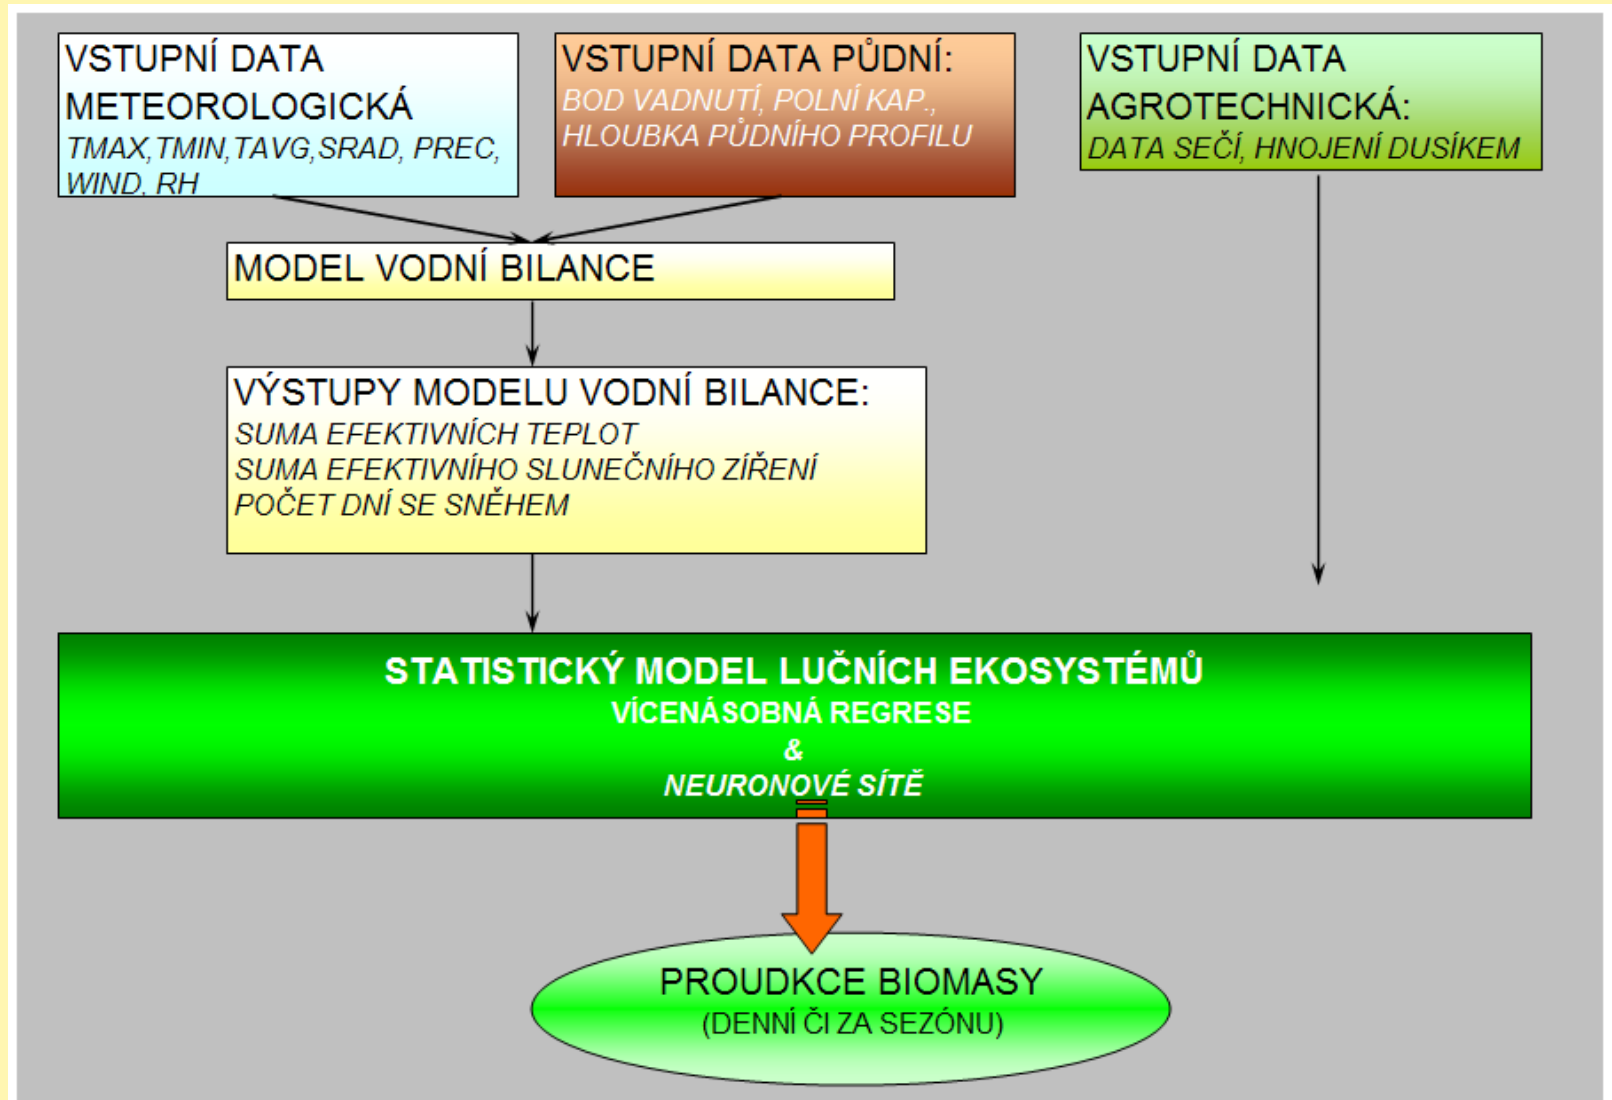 VSTUPNÍ DATA
METEOROLOGICKÁ
TMAX,TMIN,TAVG,SRAD, PREC,
WIND, RH
VSTUPNÍ DATA PŮDNÍ:
BOD VADNUTÍ, POLNÍ KAP.,
HLOUBKA PŮDNÍHO PROFILU
VSTUPNÍ DATA
AGROTECHNICKÁ:
DATA SEČÍ, HNOJENÍ DUSÍKEM
MODEL VODNÍ BILANCE
VÝSTUPY MODELU VODNÍ BILANCE:
SUMA EFEKTIVNÍCH TEPLOT
SUMA EFEKTIVNÍHO SLUNEČNÍHO ZÍŘENÍ
POČET DNÍ SE SNĚHEM
STATISTICKÝ MODEL LUČNÍCH EKOSYSTÉMŮ
VÍCENÁSOBNÁ REGRESE
&
NEURONOVÉ SÍTĚ
PROUDKCE BIOMASY
(DENNÍ ČI ZA SEZÓNU)